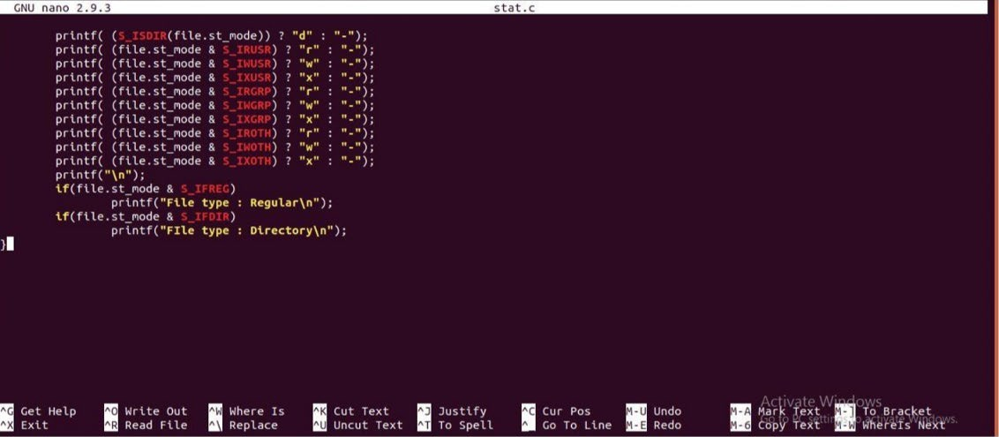 GNU nano 2.9.3 stat.c
printf( (S_ISDIR(file.st_mode)) ? "d" : "-");
printf( (file.st_mode & S_IRUSR) ? "r" : "-");
printf( (file.st_mode & S_IWUSR) ? "w" : "-");
printf( (file.st_mode & S_IXUSR) ? "x" : "-");
printf( (file.st_mode & S_IRGRP) ? "r" : "-");
printf( (file.st_mode & S_IWGRP) ? "w" : "-");
printf( (file.st_mode & S_IXGRP) ? "x" : "-");
printf( (file.st_mode & S_IROTH) ? "r" : "-");
printf( (file.st_mode & S_IWOTH) ? "w" : "-");
printf( (file.st_mode & S_IXOTH) ? "x" : "-");
printf("\n");
if(file.st_mode & S_IFREG)
printf("File type : Regular\n");
if(file.st_mode & S_IFDIR)
printf("FIle type : Directory\n");
}
Activate Windows
Go to PC settings to activate Windows.
^G Get Help ^O Write Out ^W Where Is ^K Cut Text ^J Justify ^C Cur Pos M-U Undo M-A Mark Text M-] To Bracket
^X Exit ^R Read File ^\ Replace ^U Uncut Text ^T To Spell ^_ Go To Line M-E Redo M-6 Copy Text M-W WhereIs Next